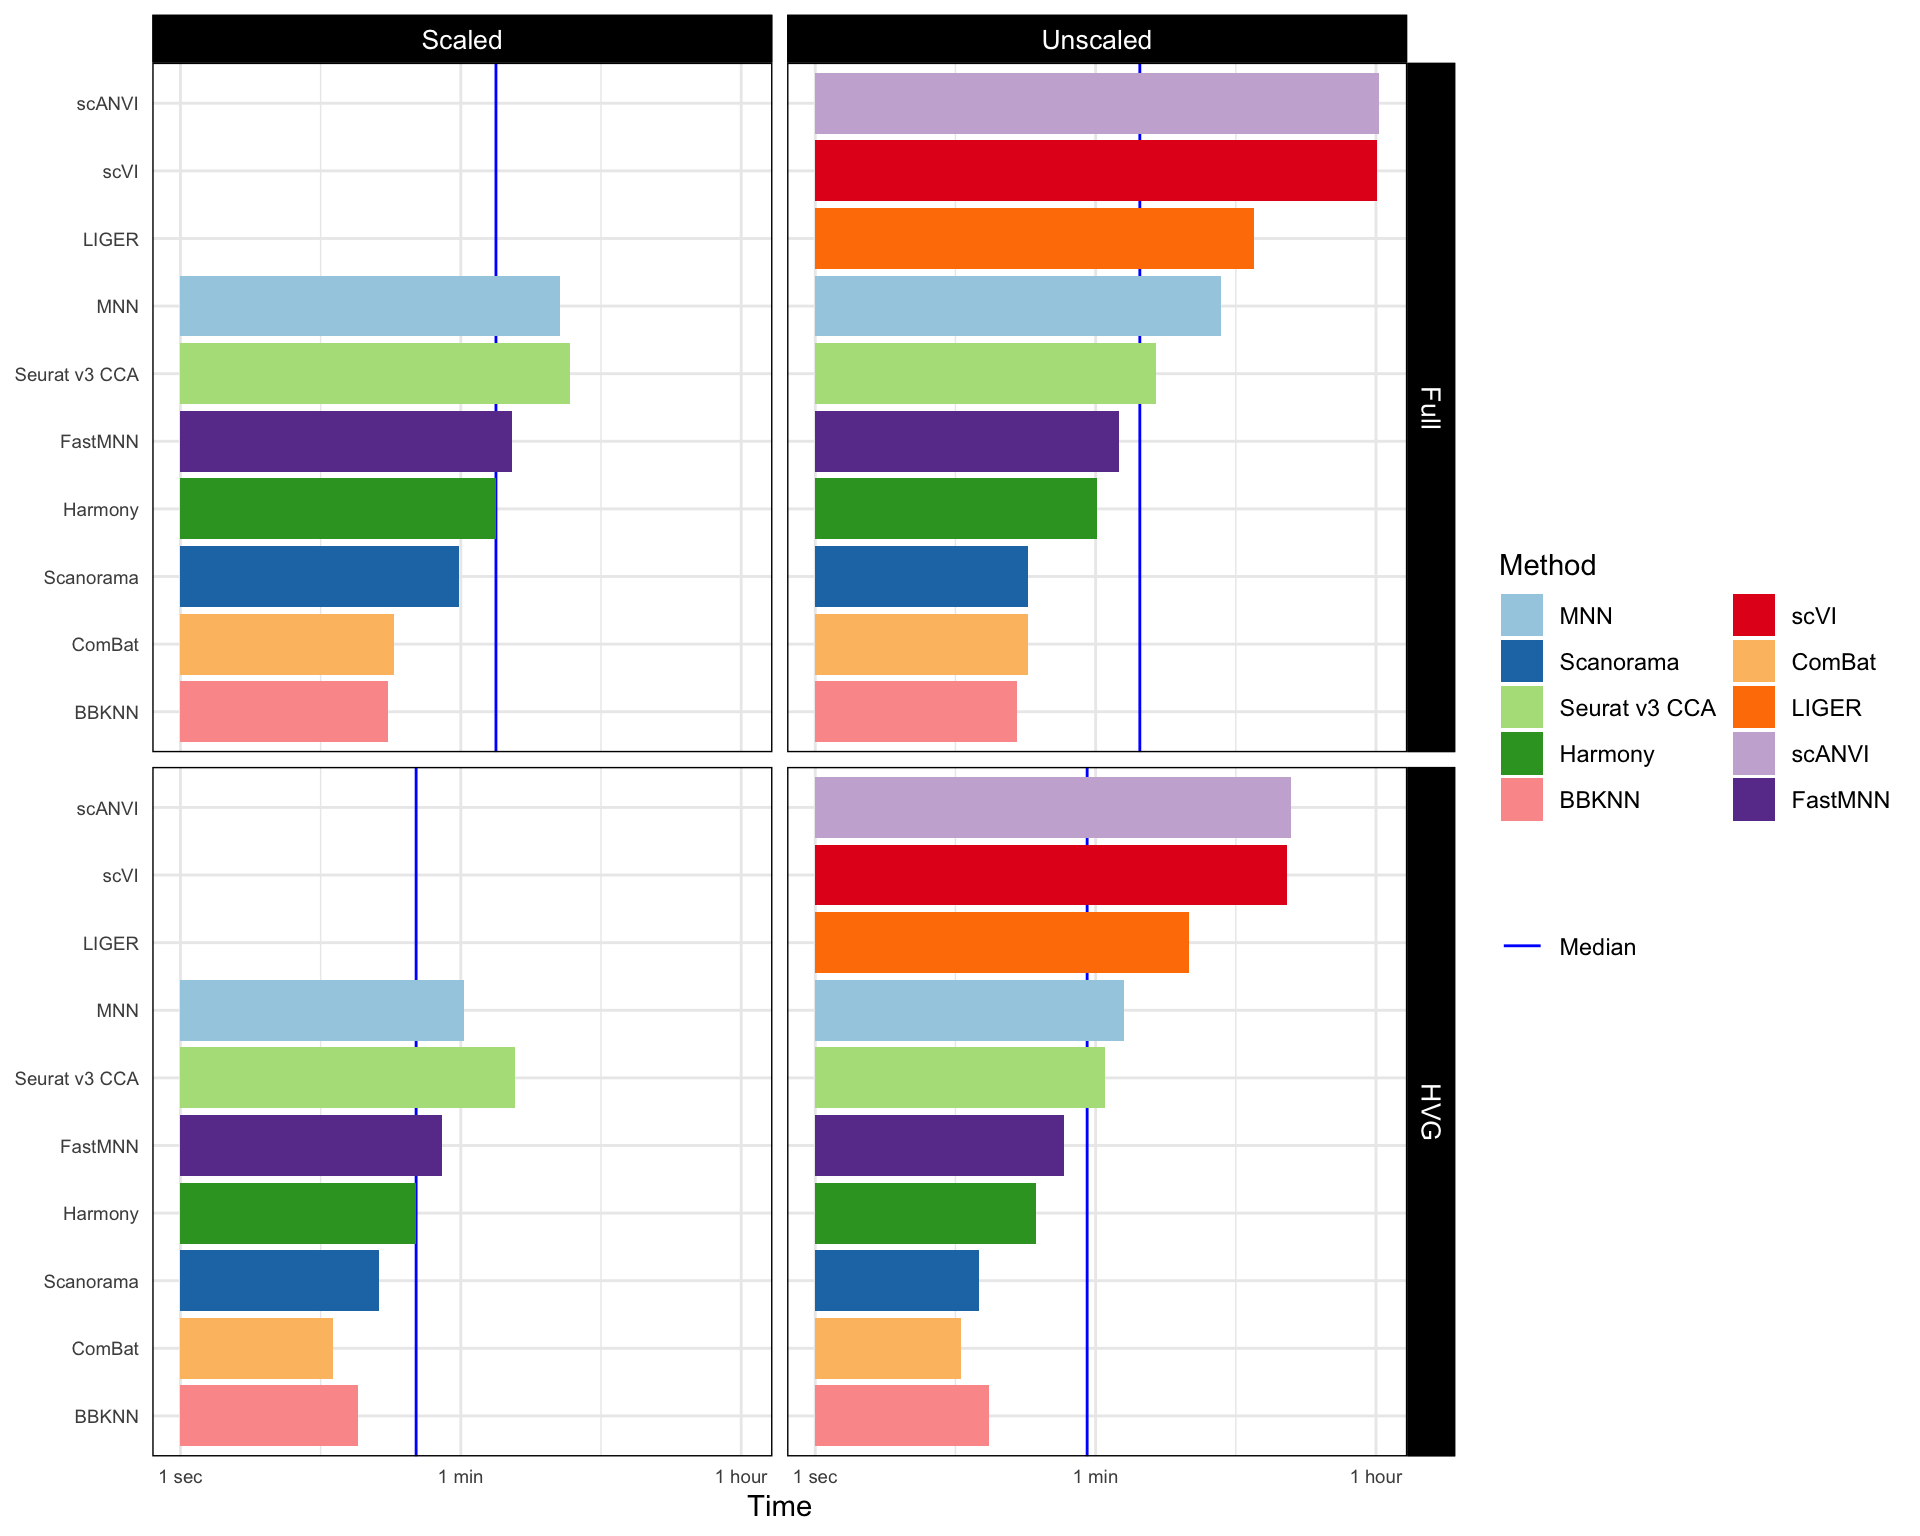 Scaled
Unscaled
scANVI
scVI
LIGER
MNN
Seurat v3 CCA
FastMNN
Harmony
Scanorama
ComBat
BBKNN
Full
scANVI
scVI
LIGER
MNN
Seurat v3 CCA
FastMNN
Harmony
Scanorama
ComBat
BBKNN
HVG
1 sec
1 min
1 hour
1 sec
1 min
1 hour
Time
Method
MNN
Scanorama
Seurat v3 CCA
Harmony
BBKNN
scVI
ComBat
LIGER
scANVI
FastMNN
Median